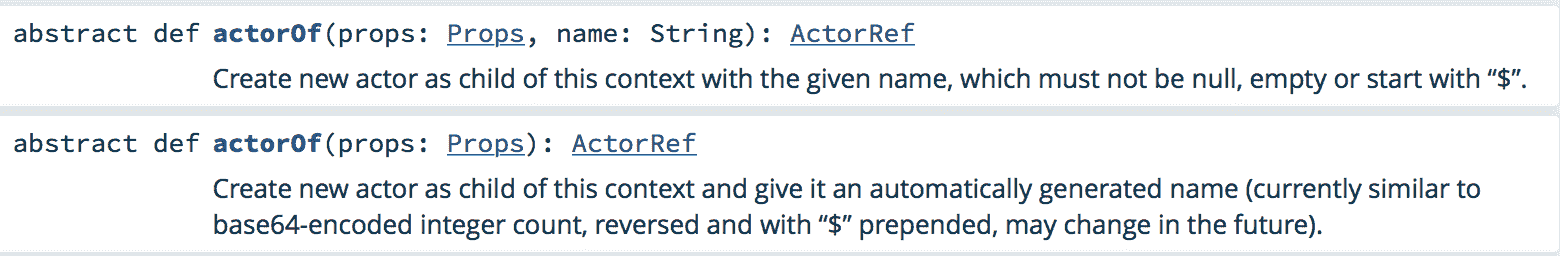 abstract def actorOf(props: Props, name: String): ActorRef
Create new actor as child of this context with the given name, which must not be null, empty or start with “$”.
abstract def actorOf(props: Props): ActorRef
Create new actor as child of this context and give it an automatically generated name (currently similar to
base64-encoded integer count, reversed and with “$” prepended, may change in the future).